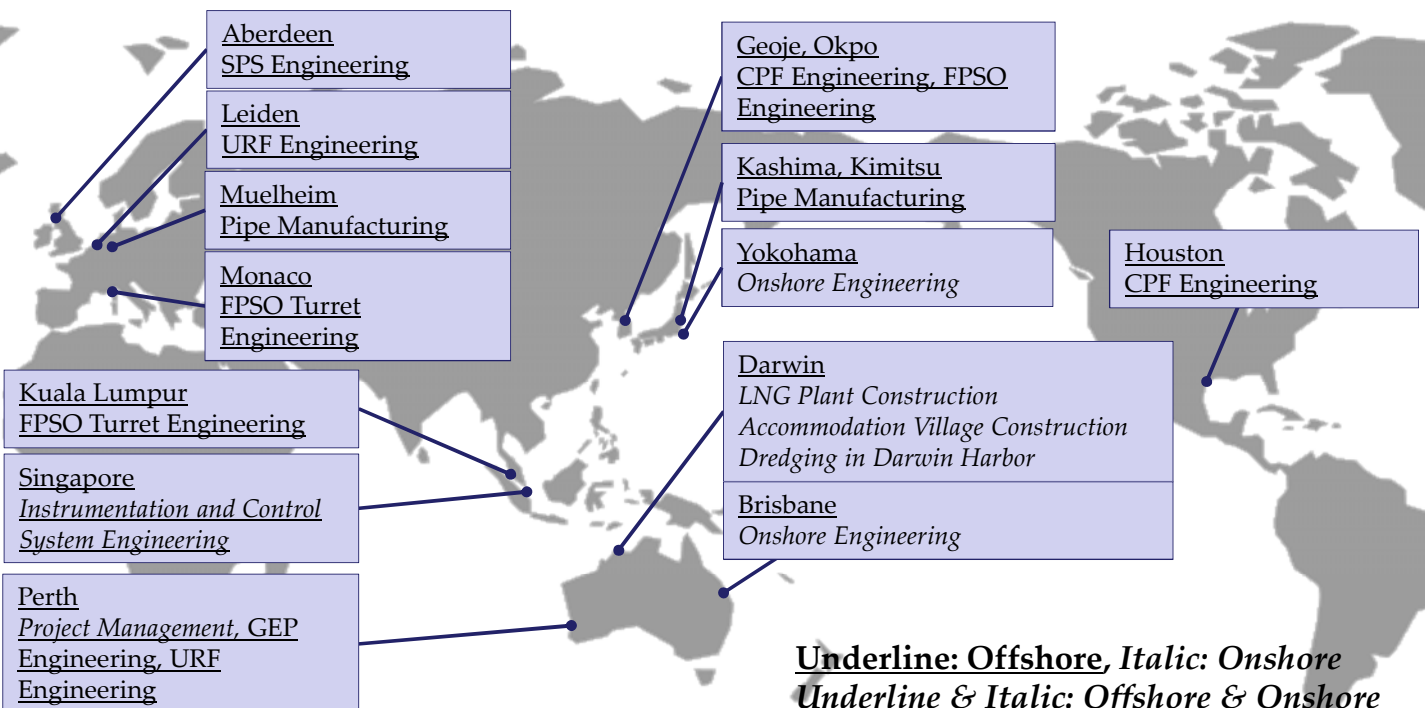 Aberdeen
SPS Engineering
Leiden
URF Engineering
Muelheim
Pipe Manufacturing
Monaco
FPSO Turret
Engineering
Kuala Lumpur
FPSO Turret Engineering
Singapore
Instrumentation and Control
System Engineering
Perth
Project Management, GEP
Engineering, URF
Engineering
Geoje, Okpo
CPF Engineering, FPSO
Engineering
Kashima, Kimitsu
Pipe Manufacturing
Yokohama
Onshore Engineering
Houston
CPF Engineering
Darwin
LNG Plant Construction
Accommodation Village Construction
Dredging in Darwin Harbor
Brisbane
Onshore Engineering
Underline: Offshore, Italic: Onshore
Underline & Italic: Offshore & Onshore